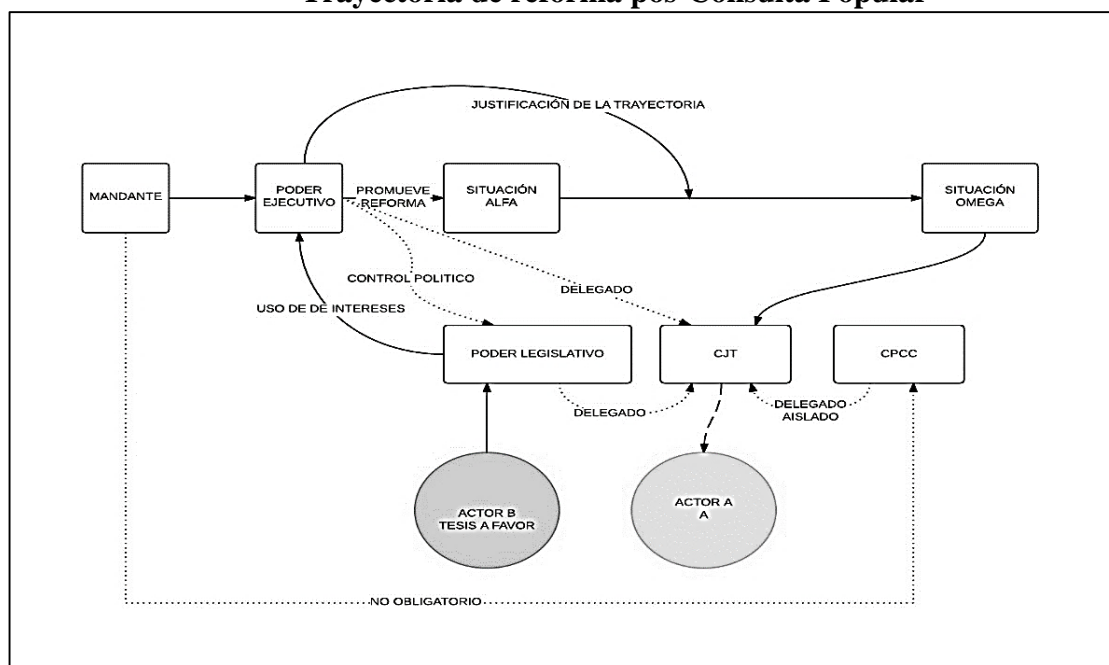 Trayectoria de reforma pos-Consulta Popular
JUSTIFICACIÓN DE LA TRAYECTORIA
MANDANTE
PODER
EJECUTIVO
PROMUEVE
REFORMA
SITUACIÓN
ALFA
SITUACIÓN
OMEGA
CONTROL POLITICO
DELEGADO
USO DE DE INTERESES
PODER LEGISLATIVO
CJT
CPCC
DELEGADO
DELEGADO
AISLADO
ACTOR B
TESIS A FAVOR
ACTOR A
A
NO OBLIGATORIO